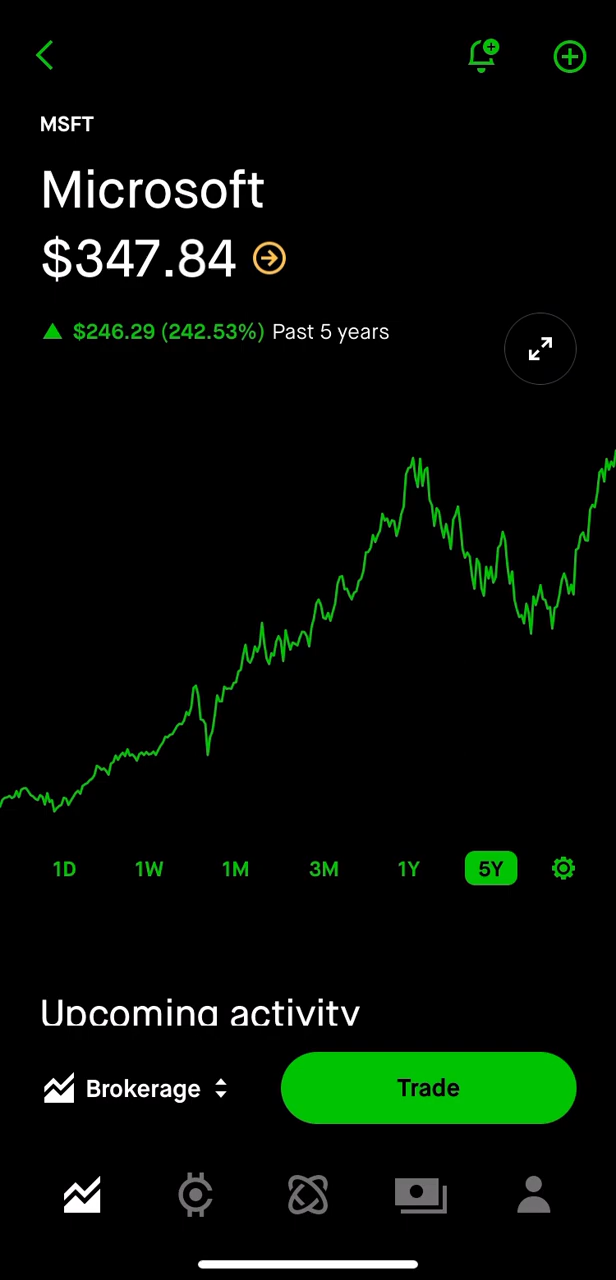 MSFT
Microsoft
$347.84
$246.29 (242.53%) Past 5 years
1D 1W 1M 3M 1Y 5Y
Upcoming activity
Brokerage Trade